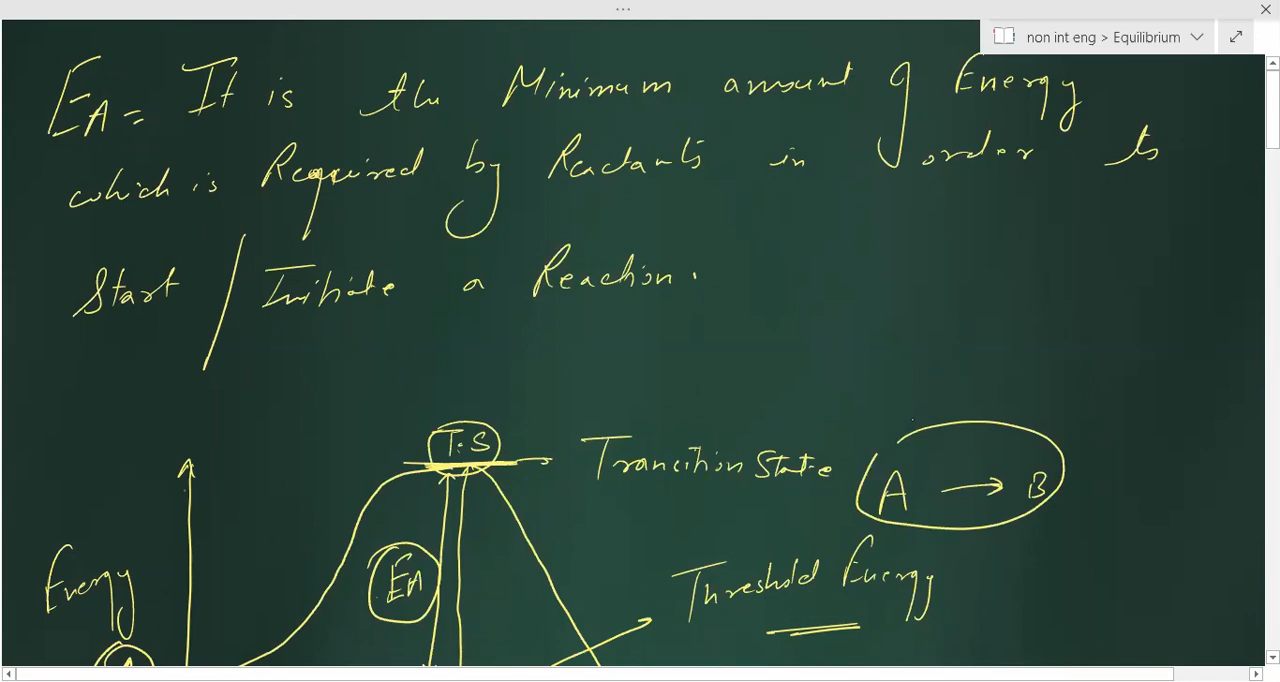 non int eng > Equilibrium
EA = It is the Minimum amount of Energy
which is Required by Reactants in order to
Start / Initiate a Reaction.
T.S
Trancition State
A → B
EA
Threshold Energy
Energy
A